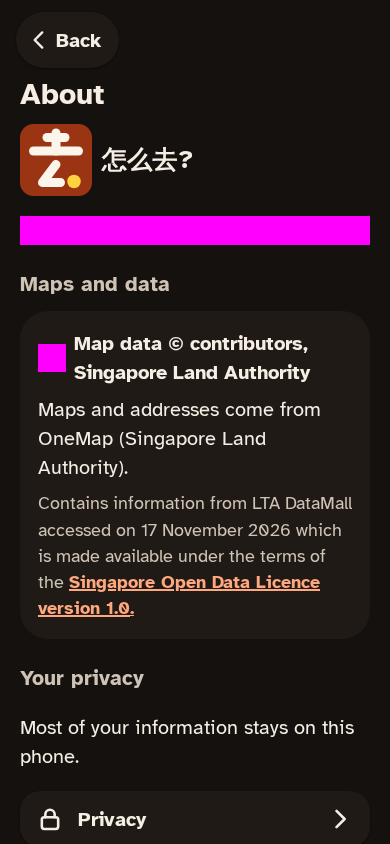 Back
About
怎么去?
Maps and data
Map data © contributors,
Singapore Land Authority
Maps and addresses come from
OneMap (Singapore Land
Authority).
Contains information from LTA DataMall
accessed on 17 November 2026 which
is made available under the terms of
the Singapore Open Data Licence
version 1.0.
Your privacy
Most of your information stays on this
phone.
Privacy